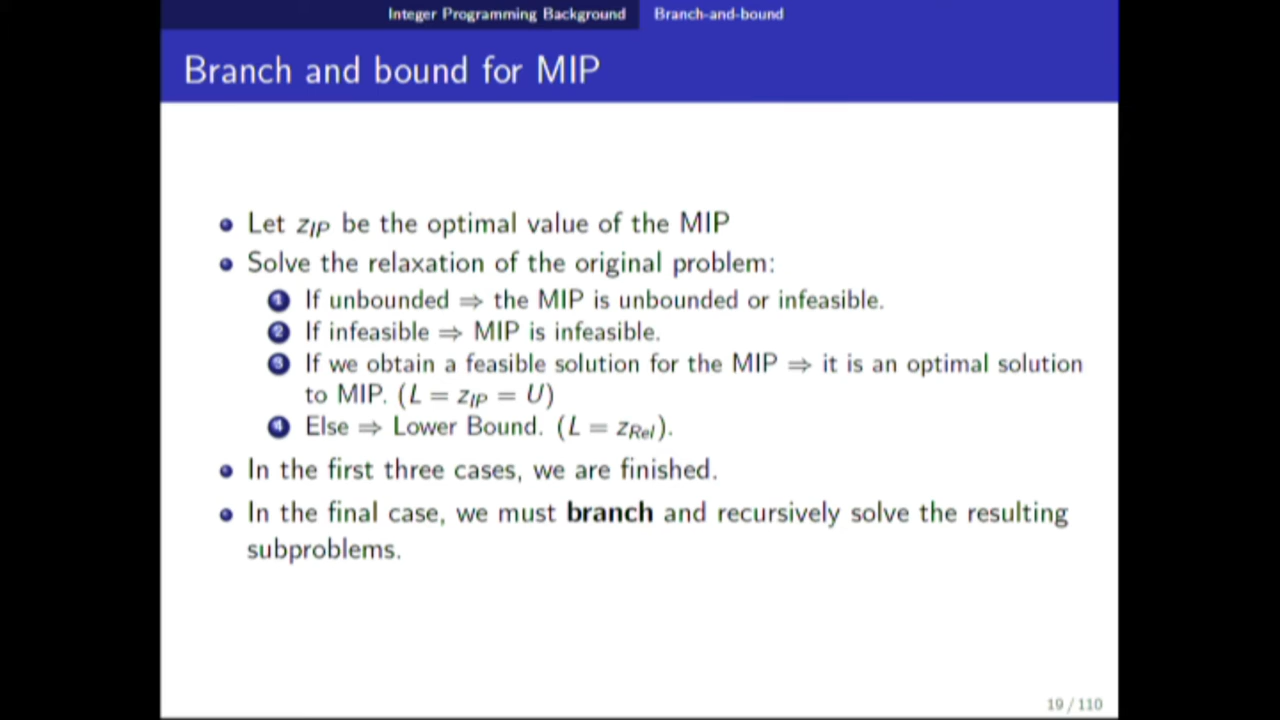 Integer Programming Background Branch-and-bound
Branch and bound for MIP
• Let z_IP be the optimal value of the MIP
• Solve the relaxation of the original problem:
1 If unbounded ⇒ the MIP is unbounded or infeasible.
2 If infeasible ⇒ MIP is infeasible.
3 If we obtain a feasible solution for the MIP ⇒ it is an optimal solution
to MIP. (L = z_IP = U)
4 Else ⇒ Lower Bound. (L = z_Rel).
• In the first three cases, we are finished.
• In the final case, we must branch and recursively solve the resulting
subproblems.
19 / 110